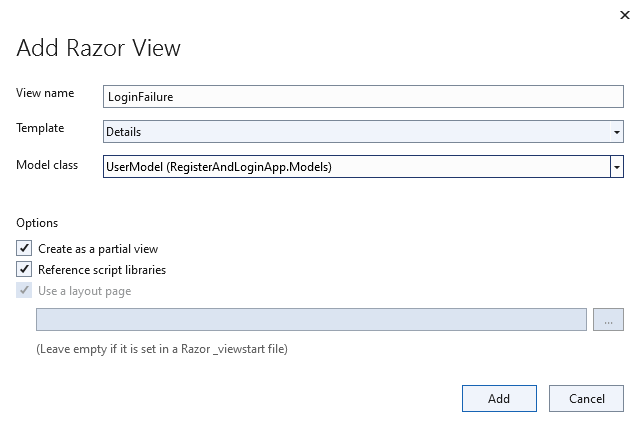 Add Razor View
View name LoginFailure
Template Details
Model class UserModel (RegisterAndLoginApp.Models)
Options
Create as a partial view
Reference script libraries
Use a layout page
...
(Leave empty if it is set in a Razor _viewstart file)
Add Cancel